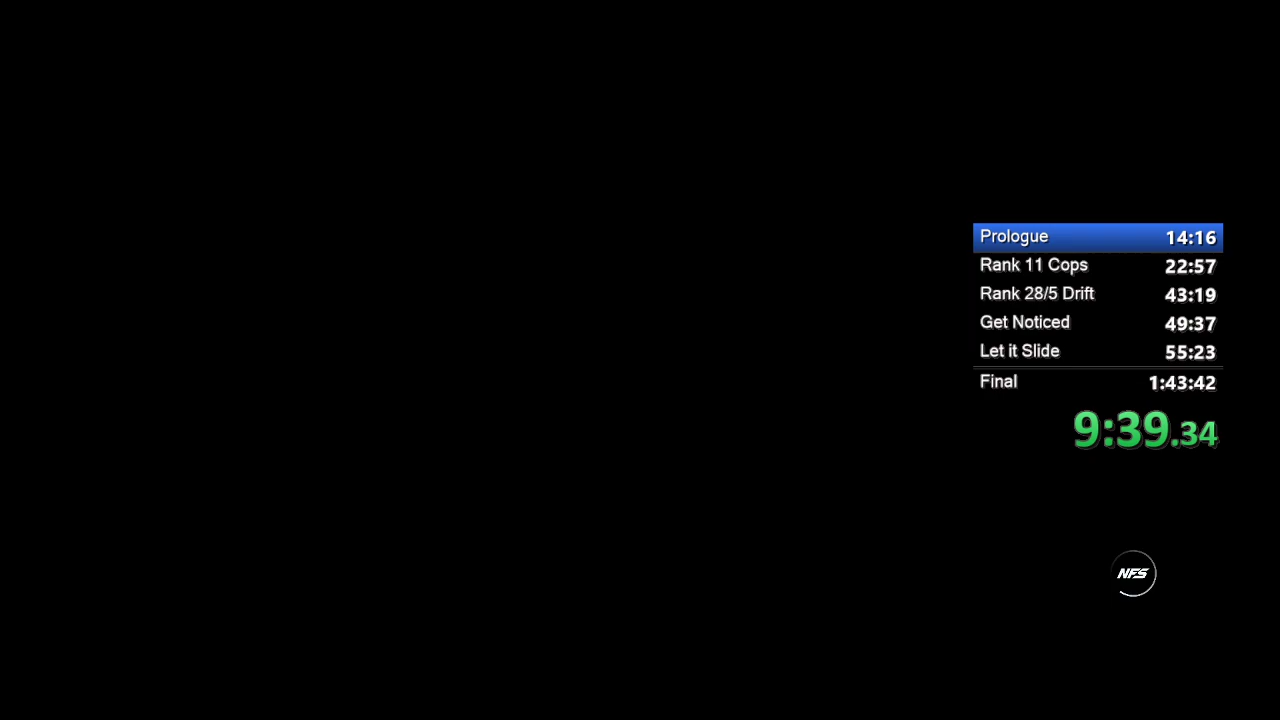 Prologue 14:16
Rank 11 Cops 22:57
Rank 28/5 Drift 43:19
Get Noticed 49:37
Let it Slide 55:23
Final 1:43:42
9:39.34
NFS